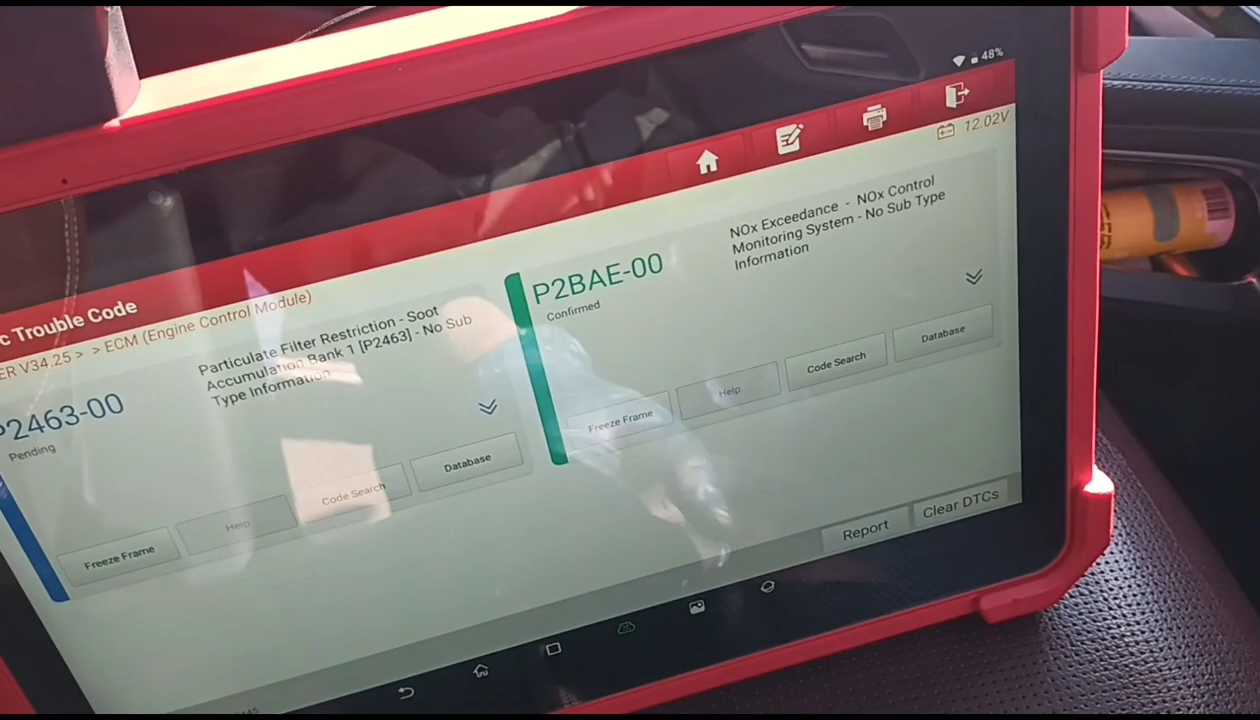 48%
12.02V
c Trouble Code
ER V34.25 > > ECM (Engine Control Module)
P2463-00
Pending
Particulate Filter Restriction - Soot
Accumulation Bank 1 [P2463] - No Sub
Type Information
Freeze Frame
Help
Code Search
Database
P2BAE-00
Confirmed
NOx Exceedance - NOx Control
Monitoring System - No Sub Type
Information
Freeze Frame
Help
Code Search
Database
Report
Clear DTCs